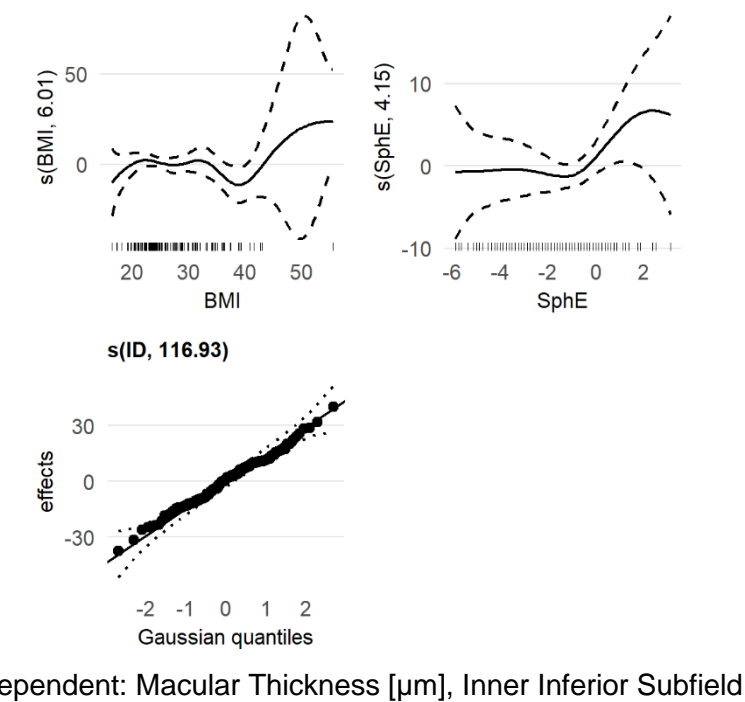 s(BMI, 6.01)
50
0
20 30 40 50
BMI
s(SphE, 4.15)
10
0
-10
-6 -4 -2 0 2
SphE
s(ID, 116.93)
effects
30
0
-30
-2 -1 0 1 2
Gaussian quantiles
ependent: Macular Thickness [µm], Inner Inferior Subfield